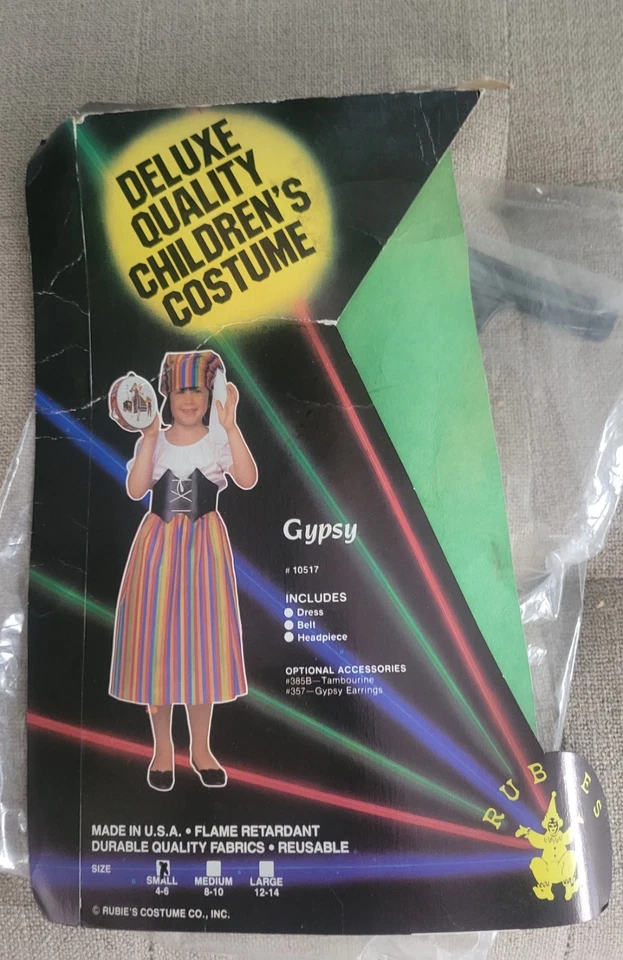 DELUXE
QUALITY
CHILDREN'S
COSTUME
Gypsy
# 10517
INCLUDES
Dress
Belt
Headpiece
OPTIONAL ACCESSORIES
#385B—Tambourine
#357—Gypsy Earrings
RUB ES
MADE IN U.S.A. • FLAME RETARDANT
DURABLE QUALITY FABRICS • REUSABLE
SIZE
SMALL
4-6
MEDIUM
8-10
LARGE
12-14
© RUBIE'S COSTUME CO., INC.